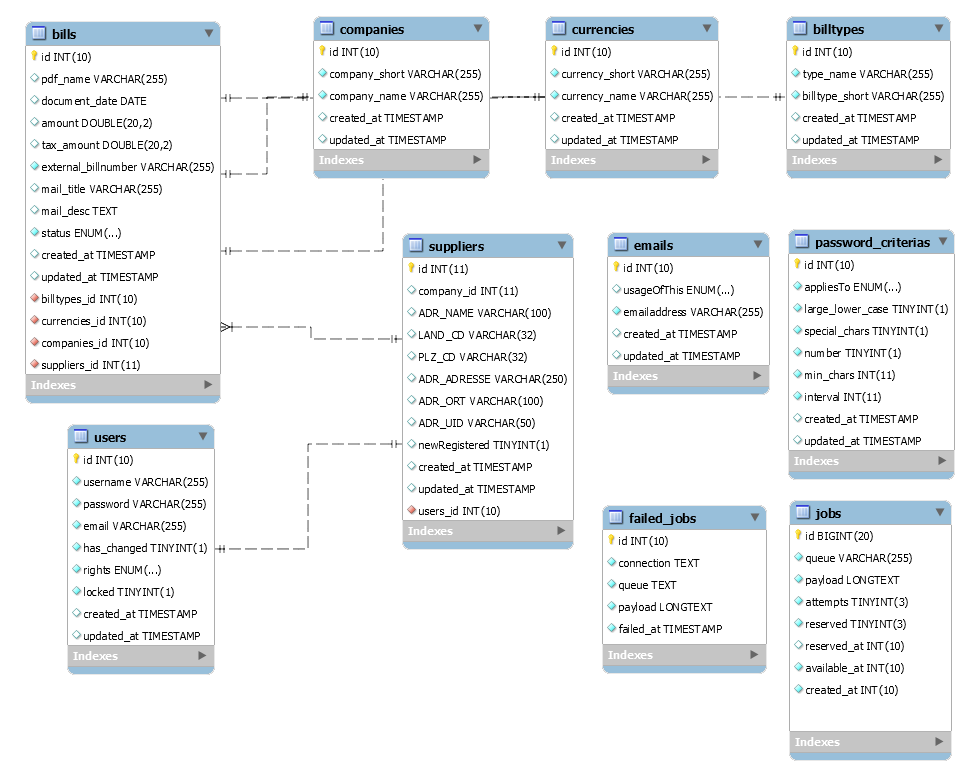 bills
id INT(10)
pdf_name VARCHAR(255)
document_date DATE
amount DOUBLE(20,2)
tax_amount DOUBLE(20,2)
external_billnumber VARCHAR(255)
mail_title VARCHAR(255)
mail_desc TEXT
status ENUM(...)
created_at TIMESTAMP
updated_at TIMESTAMP
billtypes_id INT(10)
currencies_id INT(10)
companies_id INT(10)
suppliers_id INT(11)
Indexes
companies
id INT(10)
company_short VARCHAR(255)
company_name VARCHAR(255)
created_at TIMESTAMP
updated_at TIMESTAMP
Indexes
currencies
id INT(10)
currency_short VARCHAR(255)
currency_name VARCHAR(255)
created_at TIMESTAMP
updated_at TIMESTAMP
Indexes
billtypes
id INT(10)
type_name VARCHAR(255)
billtype_short VARCHAR(255)
created_at TIMESTAMP
updated_at TIMESTAMP
Indexes
suppliers
id INT(11)
company_id INT(11)
ADR_NAME VARCHAR(100)
LAND_CD VARCHAR(32)
PLZ_CD VARCHAR(32)
ADR_ADRESSE VARCHAR(250)
ADR_ORT VARCHAR(100)
ADR_UID VARCHAR(50)
newRegistered TINYINT(1)
created_at TIMESTAMP
updated_at TIMESTAMP
users_id INT(10)
Indexes
emails
id INT(10)
usageOfThis ENUM(...)
emailaddress VARCHAR(255)
created_at TIMESTAMP
updated_at TIMESTAMP
Indexes
password_criterias
id INT(10)
appliesTo ENUM(...)
large_lower_case TINYINT(1)
special_chars TINYINT(1)
number TINYINT(1)
min_chars INT(11)
interval INT(11)
created_at TIMESTAMP
updated_at TIMESTAMP
Indexes
users
id INT(10)
username VARCHAR(255)
password VARCHAR(255)
email VARCHAR(255)
has_changed TINYINT(1)
rights ENUM(...)
locked TINYINT(1)
created_at TIMESTAMP
updated_at TIMESTAMP
Indexes
failed_jobs
id INT(10)
connection TEXT
queue TEXT
payload LONGTEXT
failed_at TIMESTAMP
Indexes
jobs
id BIGINT(20)
queue VARCHAR(255)
payload LONGTEXT
attempts TINYINT(3)
reserved TINYINT(3)
reserved_at INT(10)
available_at INT(10)
created_at INT(10)
Indexes